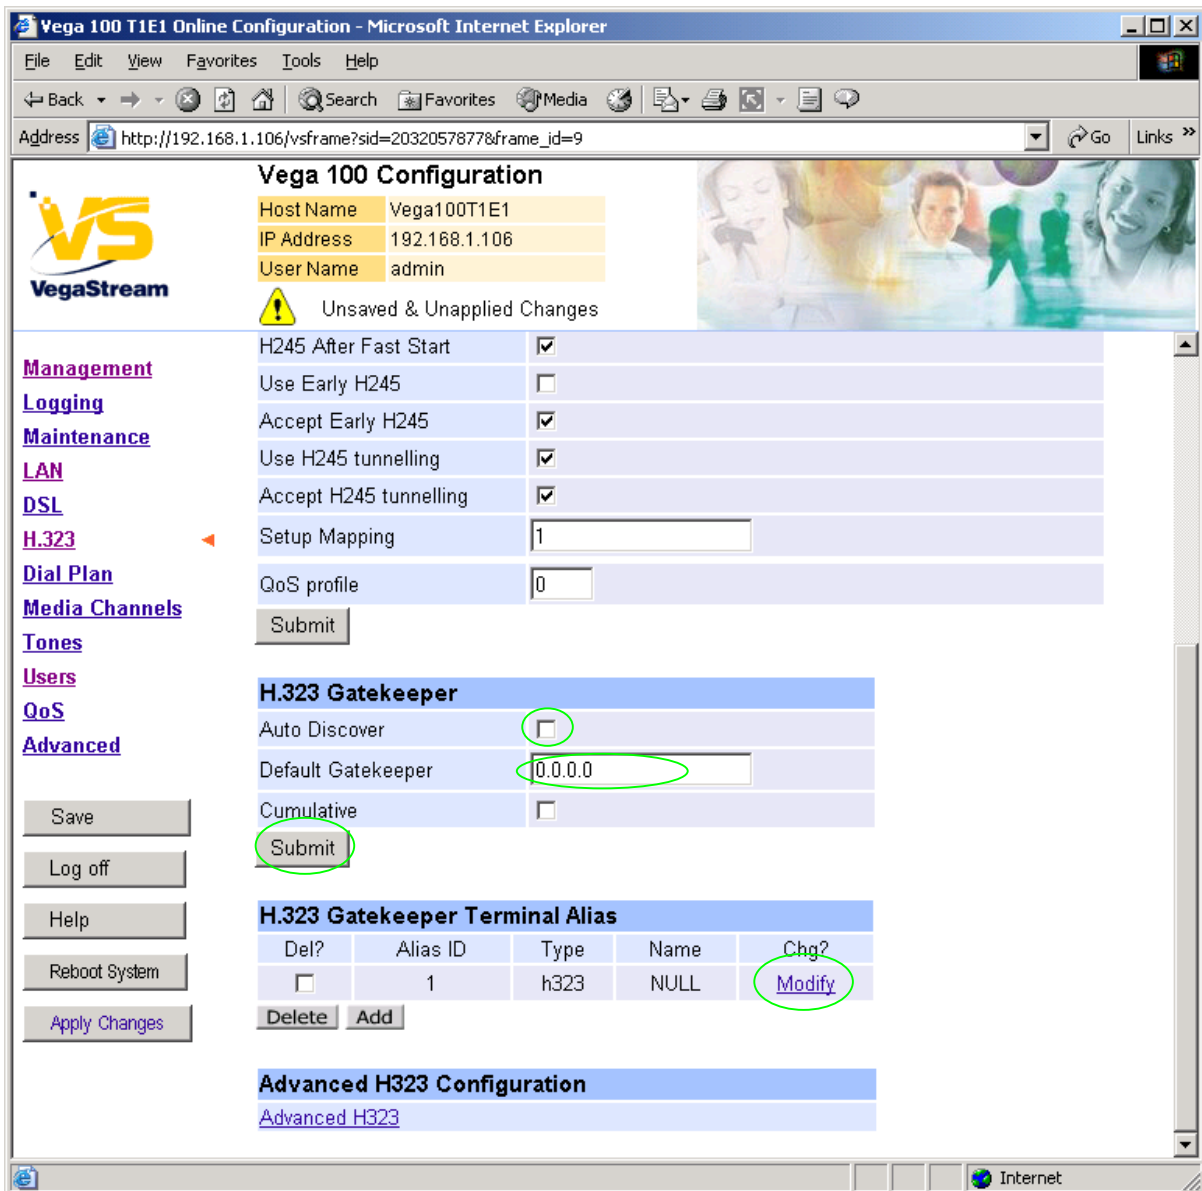 Vega 100 T1E1 Online Configuration - Microsoft Internet Explorer
File Edit View Favorites Tools Help
Back Search Favorites Media
Address http://192.168.1.106/vsframe?sid=2032057877&frame_id=9 Go Links »
VS
VegaStream
Vega 100 Configuration
Host Name Vega100T1E1
IP Address 192.168.1.106
User Name admin
Unsaved & Unapplied Changes
Management
Logging
Maintenance
LAN
DSL
H.323
Dial Plan
Media Channels
Tones
Users
QoS
Advanced
Save
Log off
Help
Reboot System
Apply Changes
H245 After Fast Start
Use Early H245
Accept Early H245
Use H245 tunnelling
Accept H245 tunnelling
Setup Mapping 1
QoS profile 0
Submit
H.323 Gatekeeper
Auto Discover
Default Gatekeeper 0.0.0.0
Cumulative
Submit
H.323 Gatekeeper Terminal Alias
Del? Alias ID Type Name Chg?
1 h323 NULL Modify
Delete Add
Advanced H323 Configuration
Advanced H323
Internet